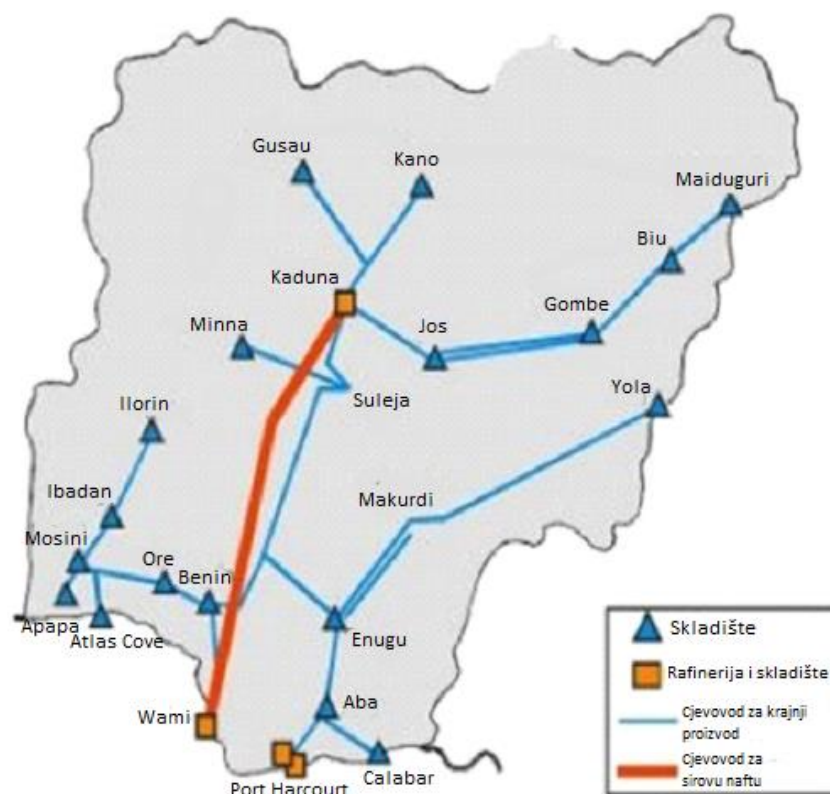 Gusau
Kano
Maiduguri
Biu
Kaduna
Gombe
Minna
Jos
Yola
Suleja
Ilorin
Makurdi
Ibadan
Mosini
Ore
Benin
Apapa
Atlas Cove
Enugu
Skladište
Aba
Rafinerija i skladište
Wami
Cjevovod za krajnji
proizvod
Calabar
Cjevovod za
sirovu naftu
Port Harcourt